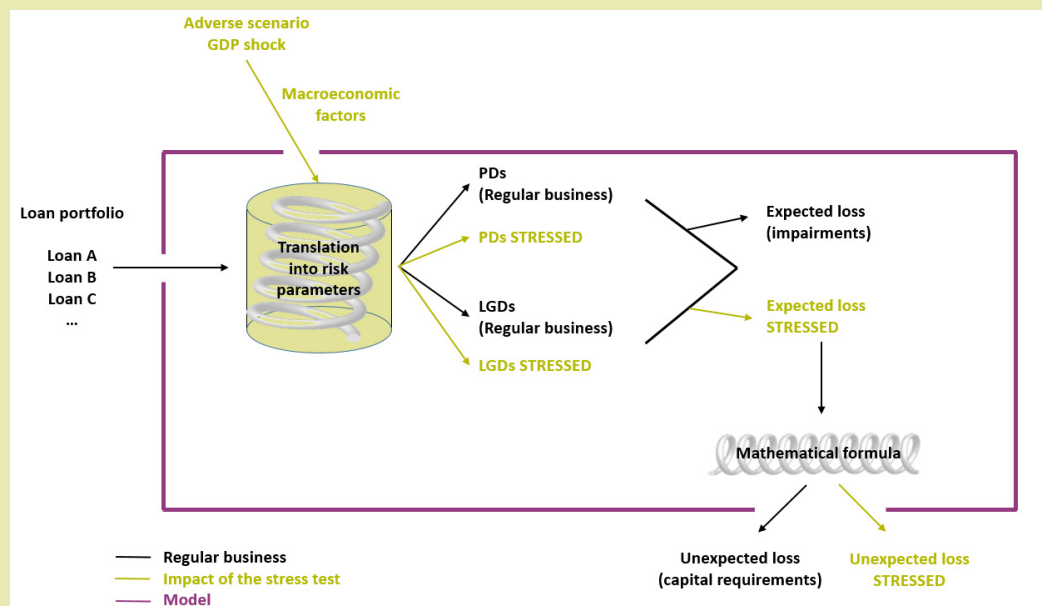 Adverse scenario
GDP shock
Macroeconomic
factors
Loan portfolio
Loan A
Loan B
Loan C
...
Translation
into risk
parameters
PDs
(Regular business)
PDs STRESSED
LGDs
(Regular business)
LGDs STRESSED
Expected loss
(impairments)
Expected loss
STRESSED
Mathematical formula
Unexpected loss
(capital requirements)
Unexpected loss
STRESSED
Regular business
Impact of the stress test
Model